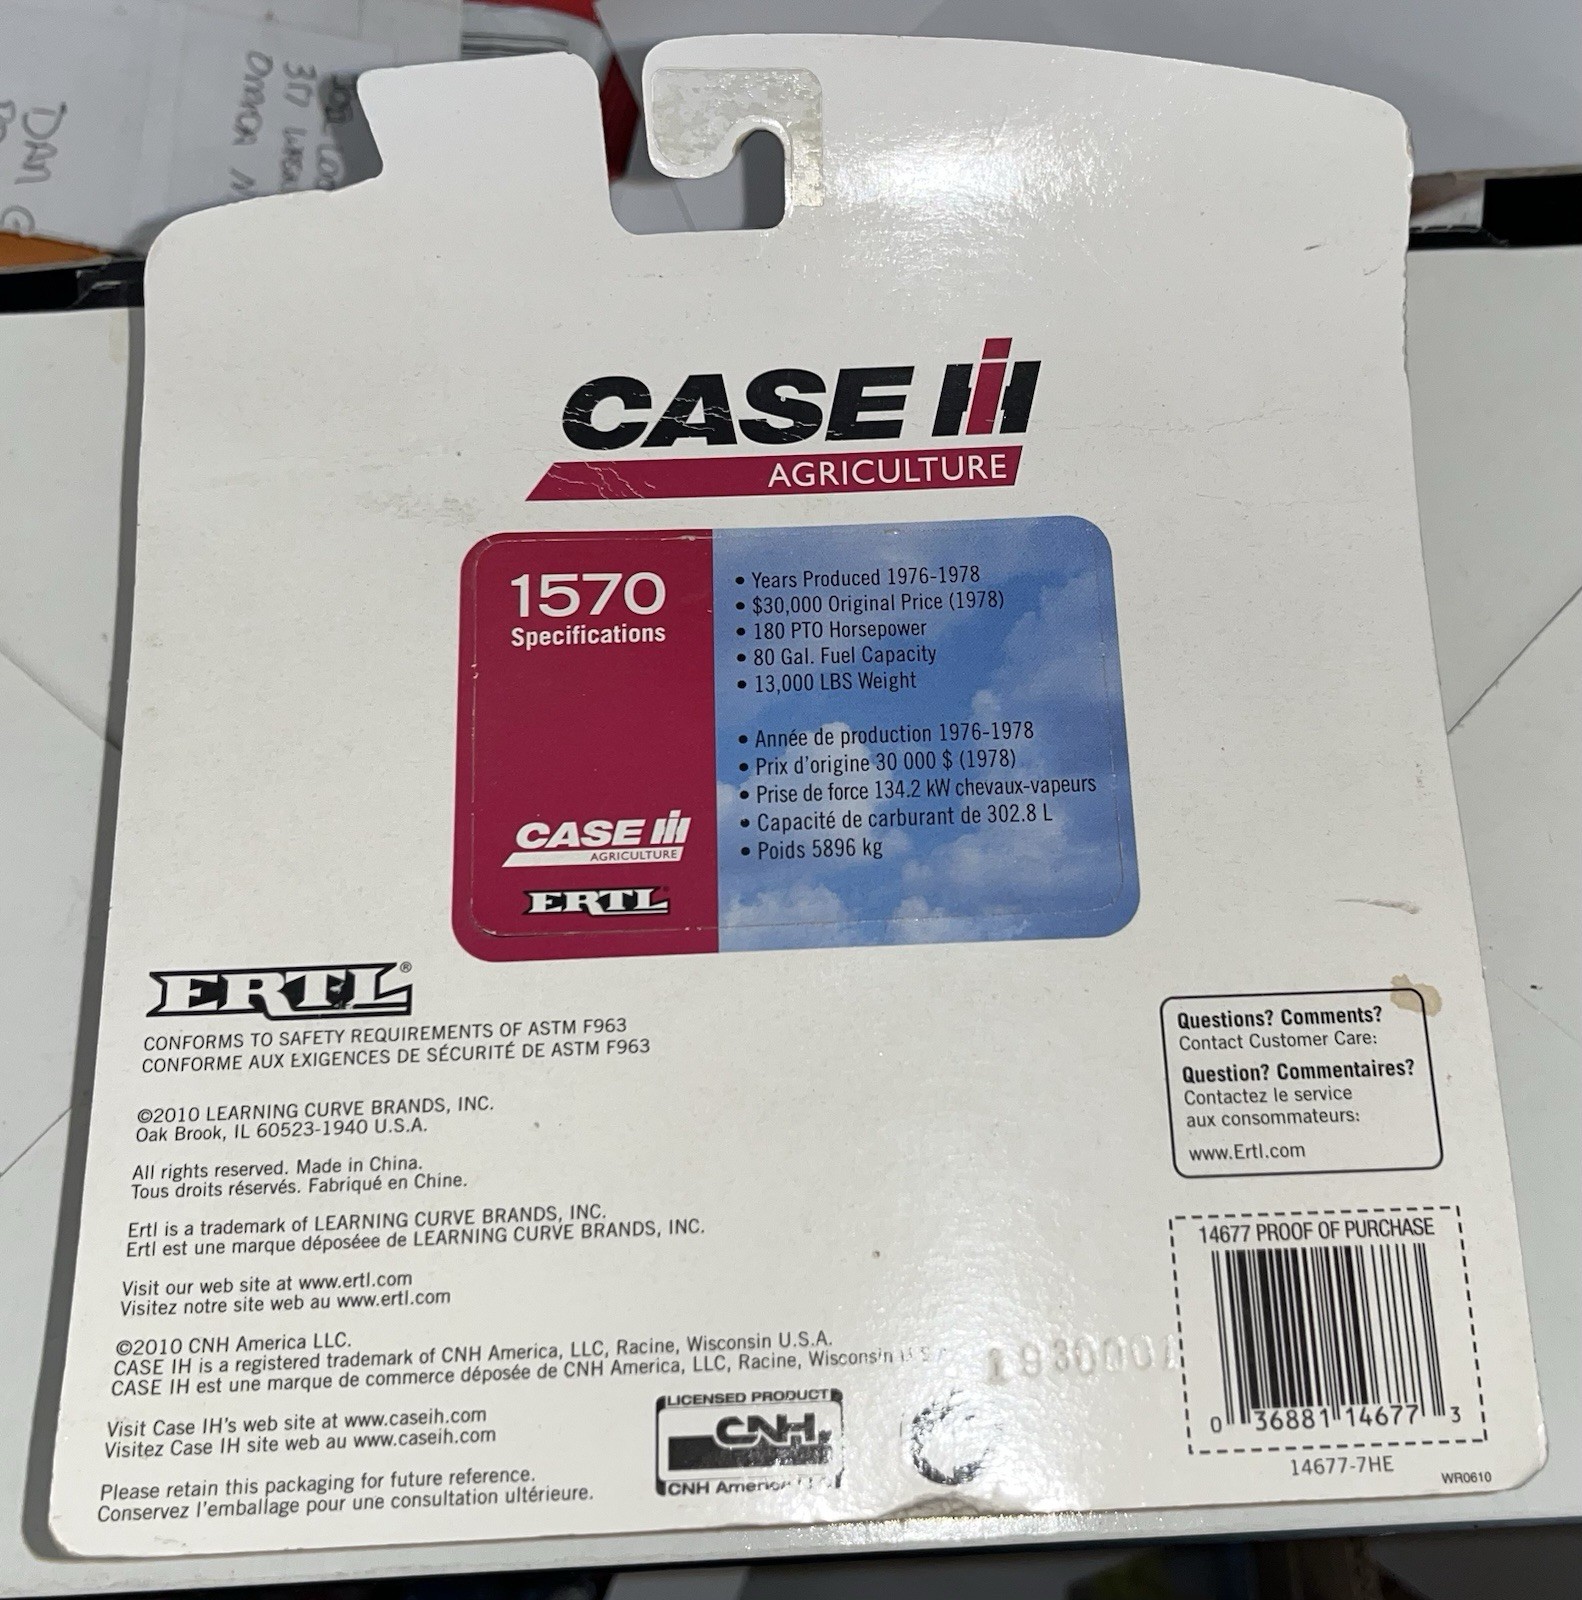 CASE IH
AGRICULTURE
1570
Specifications
• Years Produced 1976-1978
• $30,000 Original Price (1978)
• 180 PTO Horsepower
• 80 Gal. Fuel Capacity
• 13,000 LBS Weight
• Année de production 1976-1978
• Prix d'origine 30 000 $ (1978)
• Prise de force 134.2 kW chevaux-vapeurs
• Capacité de carburant de 302.8 L
• Poids 5896 kg
CASE IH
AGRICULTURE
ERTL
ERTL®
CONFORMS TO SAFETY REQUIREMENTS OF ASTM F963
CONFORME AUX EXIGENCES DE SÉCURITÉ DE ASTM F963
©2010 LEARNING CURVE BRANDS, INC.
Oak Brook, IL 60523-1940 U.S.A.
All rights reserved. Made in China.
Tous droits réservés. Fabriqué en Chine.
Ertl is a trademark of LEARNING CURVE BRANDS, INC.
Ertl est une marque déposéee de LEARNING CURVE BRANDS, INC.
Visit our web site at www.ertl.com
Visitez notre site web au www.ertl.com
©2010 CNH America LLC.
CASE IH is a registered trademark of CNH America, LLC, Racine, Wisconsin U.S.A.
CASE IH est une marque de commerce déposée de CNH America, LLC, Racine, Wisconsin
Visit Case IH's web site at www.caseih.com
Visitez Case IH site web au www.caseih.com
Please retain this packaging for future reference.
Conservez l'emballage pour une consultation ultérieure.
LICENSED PRODUCT
CNH
CNH America
Questions? Comments?
Contact Customer Care:
Question? Commentaires?
Contactez le service
aux consommateurs:
www.Ertl.com
14677 PROOF OF PURCHASE
0 36881 14677 3
14677-7HE
WR0610
DAN